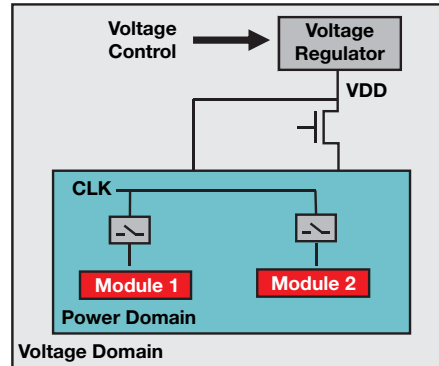 Voltage
Control
Voltage
Regulator
VDD
CLK
Module 1
Module 2
Power Domain
Voltage Domain